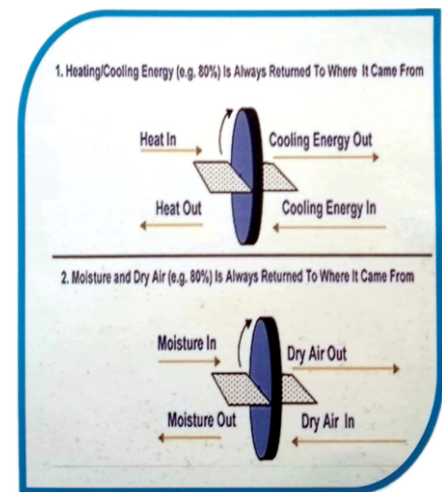 1. Heating/Cooling Energy (e.g. 80%) Is Always Returned To Where It Came From
Heat In
Cooling Energy Out
Heat Out
Cooling Energy In
2. Moisture and Dry Air (e.g. 80%) Is Always Returned To Where It Came From
Moisture In
Dry Air Out
Moisture Out
Dry Air In